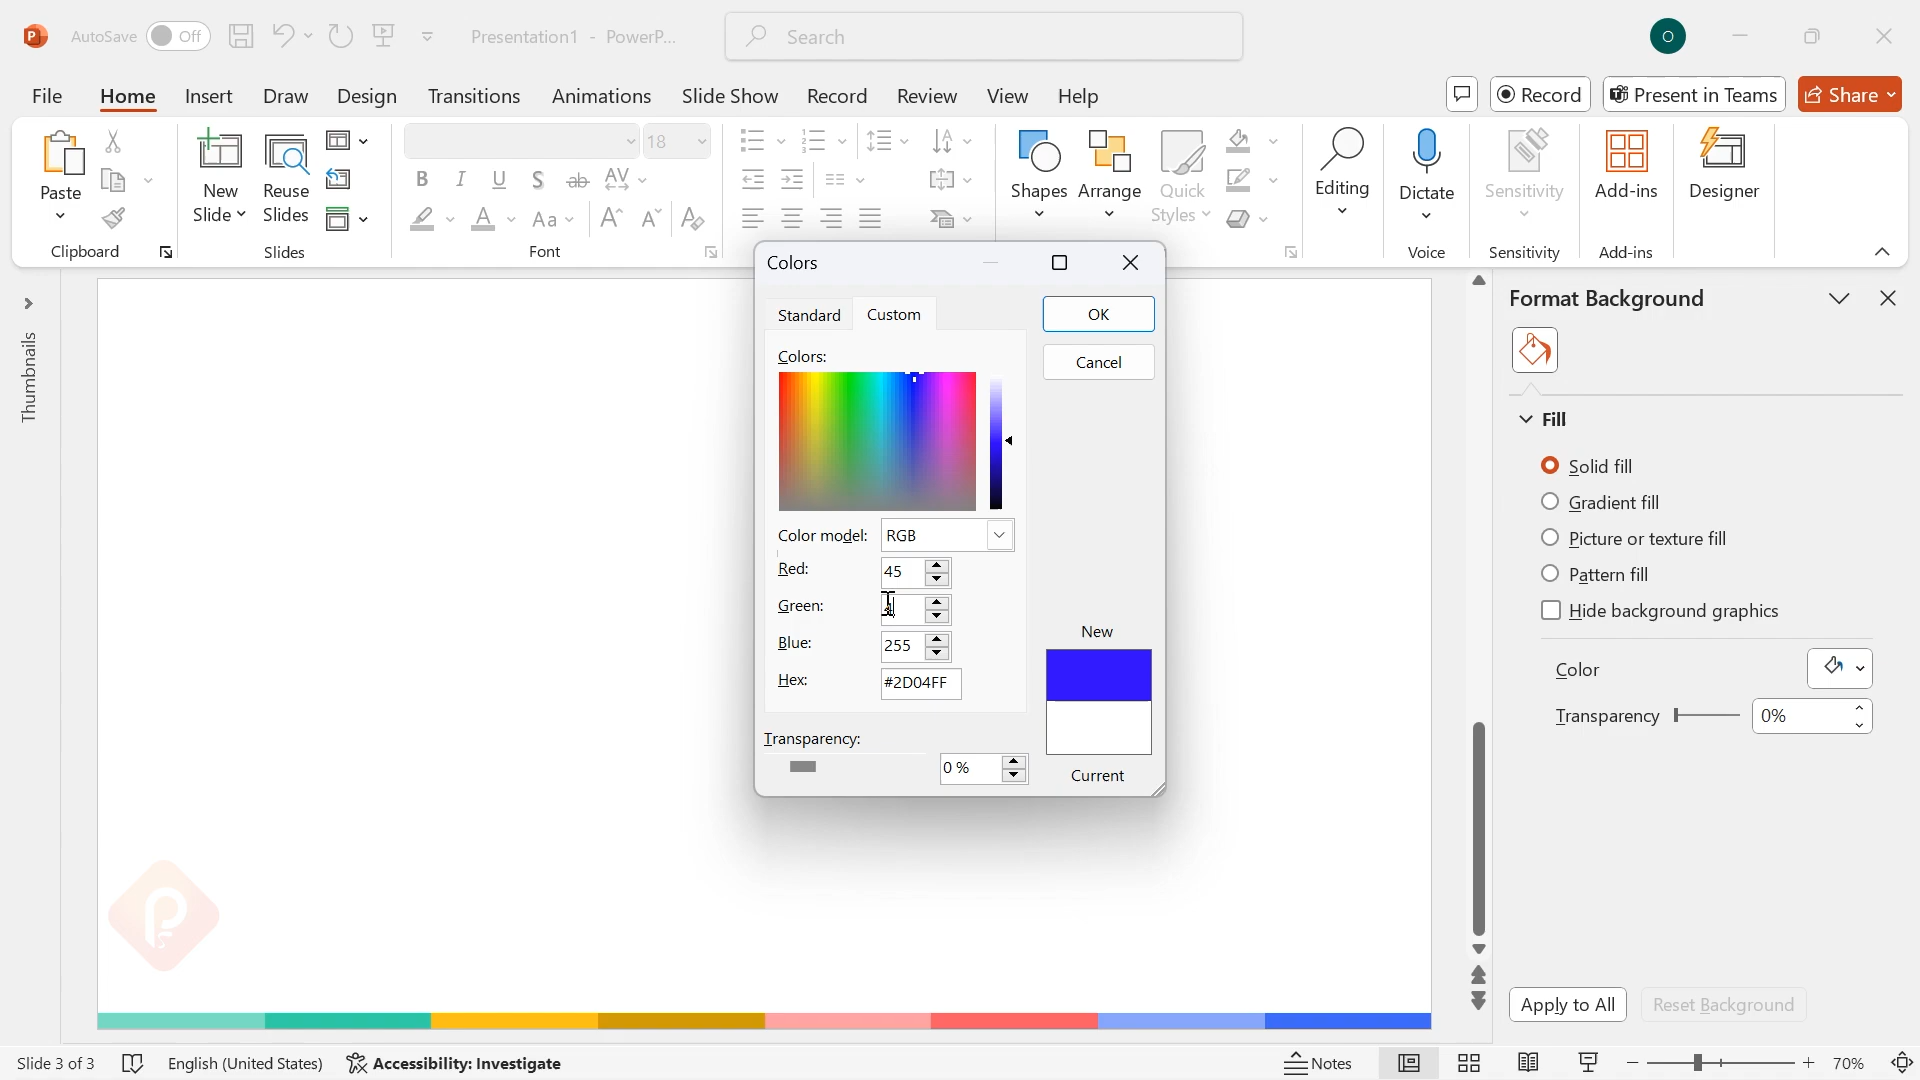 AutoSave Off Presentation1 - PowerP... Search O
File Home Insert Draw Design Transitions Animations Slide Show Record Review View Help Record Present in Teams Share
Paste
New
Slide
Reuse
Slides
18
B I U S ab AV
A Aa A A A
Shapes
Arrange
Quick
Styles
Editing
Dictate
Sensitivity
Add-ins
Designer
Clipboard Slides Font Voice Sensitivity Add-ins
Thumbnails
Colors
Standard Custom OK
Cancel
Colors:
Color model: RGB
Red: 45
Green:
Blue: 255
Hex: #2D04FF
New
Transparency:
0 %
Current
Format Background
Fill
Solid fill
Gradient fill
Picture or texture fill
Pattern fill
Hide background graphics
Color
Transparency 0%
Apply to All Reset Background
Slide 3 of 3 English (United States) Accessibility: Investigate Notes 70%